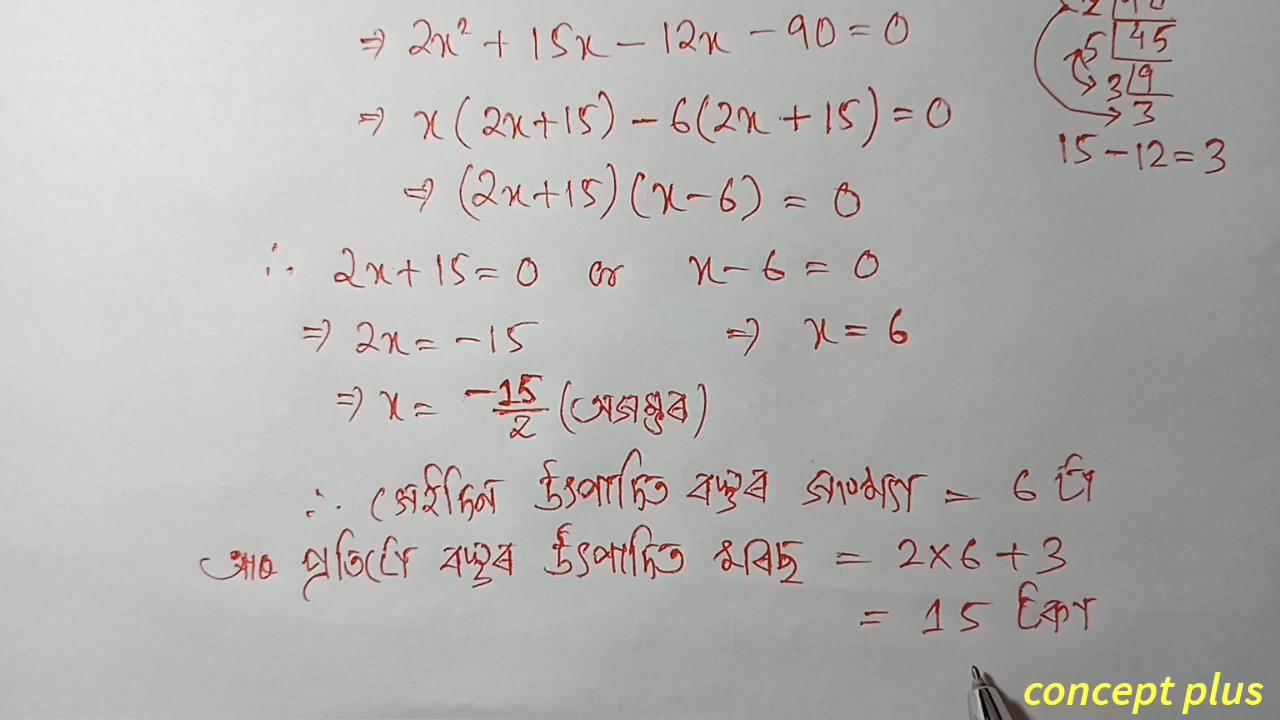 ⇒ 2x² + 15x − 12x − 90 = 0
⇒ x(2x+15) − 6(2x + 15) = 0
⇒ (2x+15)(x−6) = 0
∴ 2x+15 = 0 or x − 6 = 0
⇒ 2x = −15 ⇒ x = 6
⇒ x = −15/2 (অসম্ভৱ)
∴ সেইদিনা উৎপাদিত বস্তুৰ সংখ্যা = 6 টা
আৰু প্ৰতিটো বস্তুৰ উৎপাদিত খৰচ = 2×6 + 3
= 15 টকা
5 45
3 9
3
15 − 12 = 3
concept plus